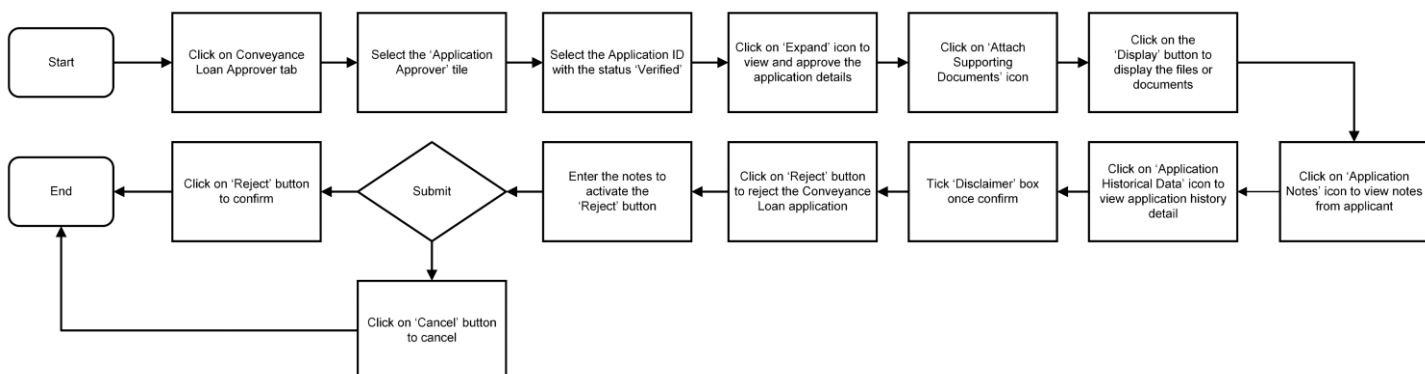 Start
Click on Conveyance
Loan Approver tab
Select the ‘Application
Approver’ tile
Select the Application ID
with the status ‘Verified’
Click on ‘Expand’ icon to
view and approve the
application details
Click on ‘Attach
Supporting
Documents’ icon
Click on the
‘Display’ button to
display the files or
documents
Click on ‘Application
Notes’ icon to view notes
from applicant
Click on ‘Application
Historical Data’ icon to
view application history
detail
Tick ‘Disclaimer’ box
once confirm
Click on ‘Reject’ button
to reject the Conveyance
Loan application
Enter the notes to
activate the
‘Reject’ button
Submit
Click on ‘Reject’ button
to confirm
End
Click on ‘Cancel’ button
to cancel